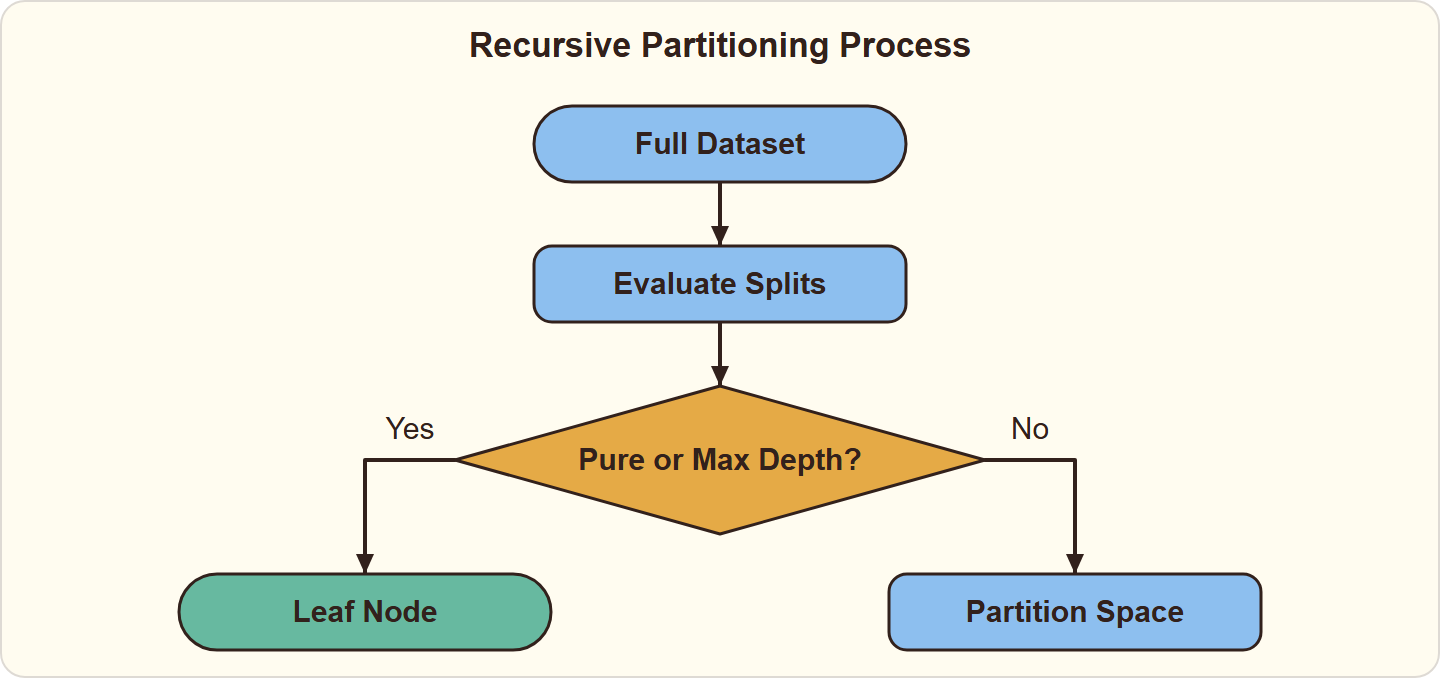 Recursive Partitioning Process
Full Dataset
Evaluate Splits
Yes
No
Pure or Max Depth?
Leaf Node
Partition Space